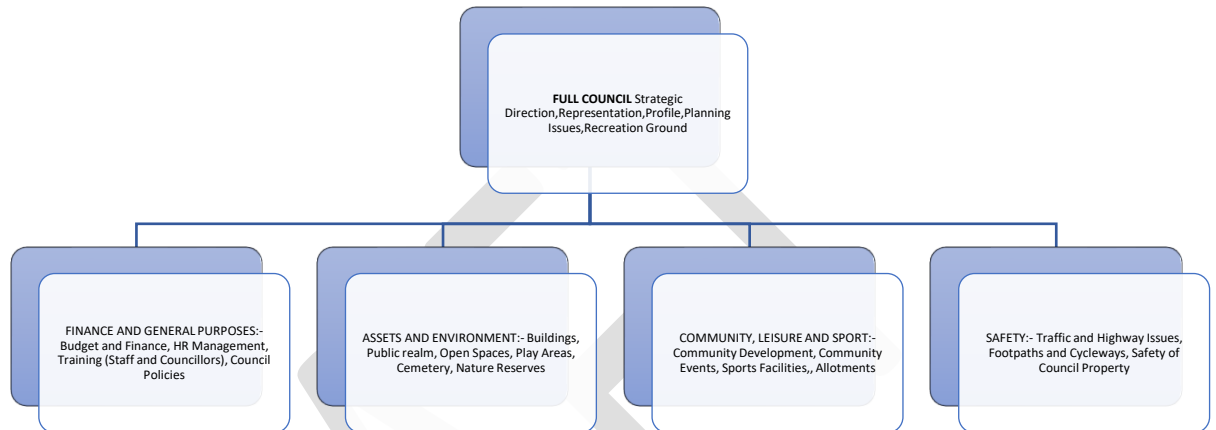 FULL COUNCIL Strategic
Direction,Representation,Profile,Planning
Issues,Recreation Ground
FINANCE AND GENERAL PURPOSES:-
Budget and Finance, HR Management,
Training (Staff and Councillors), Council
Policies
ASSETS AND ENVIRONMENT:- Buildings,
Public realm, Open Spaces, Play Areas,
Cemetery, Nature Reserves
COMMUNITY, LEISURE AND SPORT:-
Community Development, Community
Events, Sports Facilities,, Allotments
SAFETY:- Traffic and Highway Issues,
Footpaths and Cycleways, Safety of
Council Property